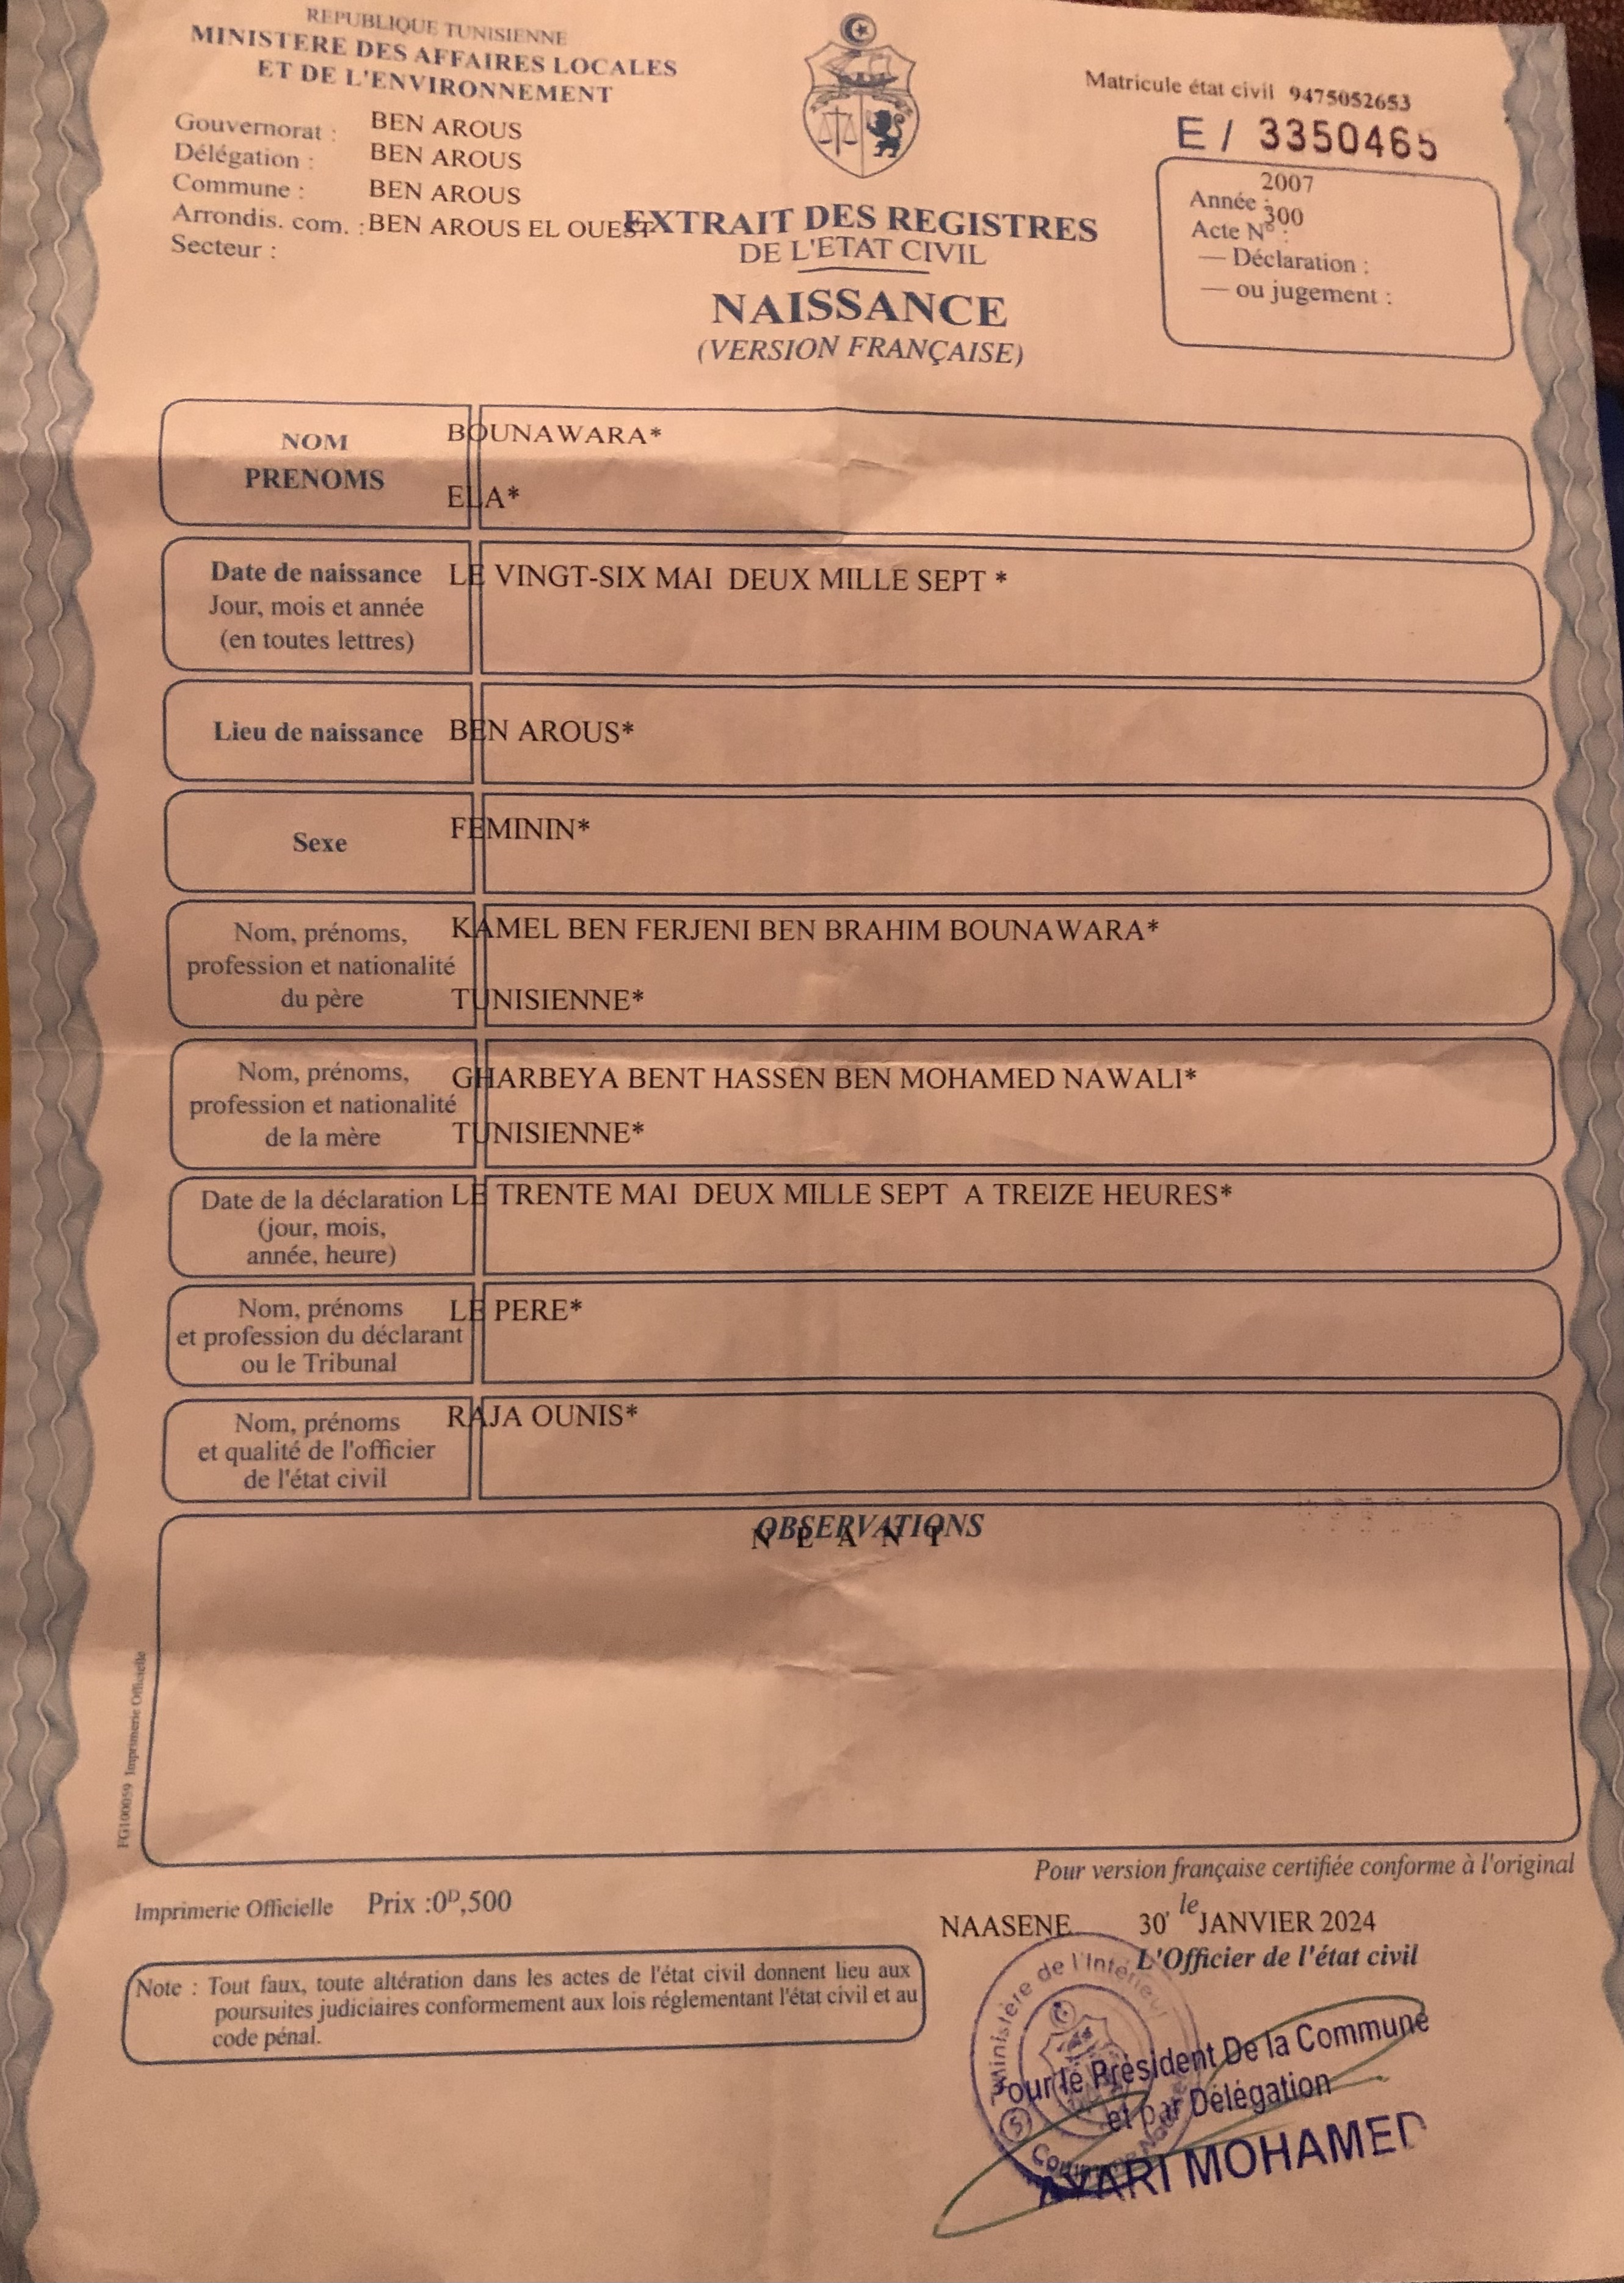 REPUBLIQUE TUNISIENNE
MINISTERE DES AFFAIRES LOCALES
ET DE L'ENVIRONNEMENT
Gouvernorat : BEN AROUS
Délégation : BEN AROUS
Commune : BEN AROUS
Arrondis. com. : BEN AROUS EL OUEST
Secteur :
Matricule état civil 9475052653
E / 3350465
2007
Année :
300
Acte N° :
— Déclaration :
— ou jugement :
EXTRAIT DES REGISTRES
DE L'ETAT CIVIL
NAISSANCE
(VERSION FRANÇAISE)
NOM BOUNAWARA*
PRENOMS ELA*
Date de naissance LE VINGT-SIX MAI DEUX MILLE SEPT *
Jour, mois et année
(en toutes lettres)
Lieu de naissance BEN AROUS*
Sexe FEMININ*
Nom, prénoms, KAMEL BEN FERJENI BEN BRAHIM BOUNAWARA*
profession et nationalité
du père TUNISIENNE*
Nom, prénoms, GHARBEYA BENT HASSEN BEN MOHAMED NAWALI*
profession et nationalité
de la mère TUNISIENNE*
Date de la déclaration LE TRENTE MAI DEUX MILLE SEPT A TREIZE HEURES*
(jour, mois,
année, heure)
Nom, prénoms LE PERE*
et profession du déclarant
ou le Tribunal
Nom, prénoms RAJA OUNIS*
et qualité de l'officier
de l'état civil
OBSERVATIONS
N E A N T
FG100059 Imprimerie Officielle
Pour version française certifiée conforme à l'original
Imprimerie Officielle Prix :0ᴰ,500
NAASENE 30 le JANVIER 2024
L'Officier de l'état civil
Note : Tout faux, toute altération dans les actes de l'état civil donnent lieu aux
poursuites judiciaires conformement aux lois réglementant l'état civil et au
code pénal.
Ministère de l'Intérieur
5
Pour le Président De la Commune
et par Délégation
AYARI MOHAMED